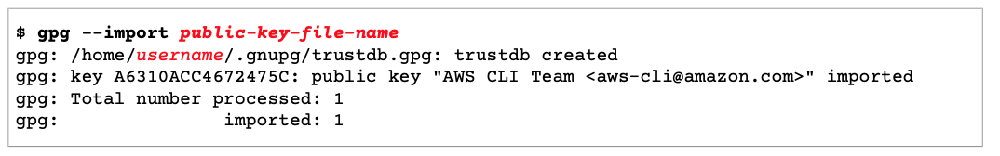 $ gpg --import public-key-file-name
gpg: /home/username/.gnupg/trustdb.gpg: trustdb created
gpg: key A6310ACC4672475C: public key "AWS CLI Team <aws-cli@amazon.com>" imported
gpg: Total number processed: 1
gpg:               imported: 1